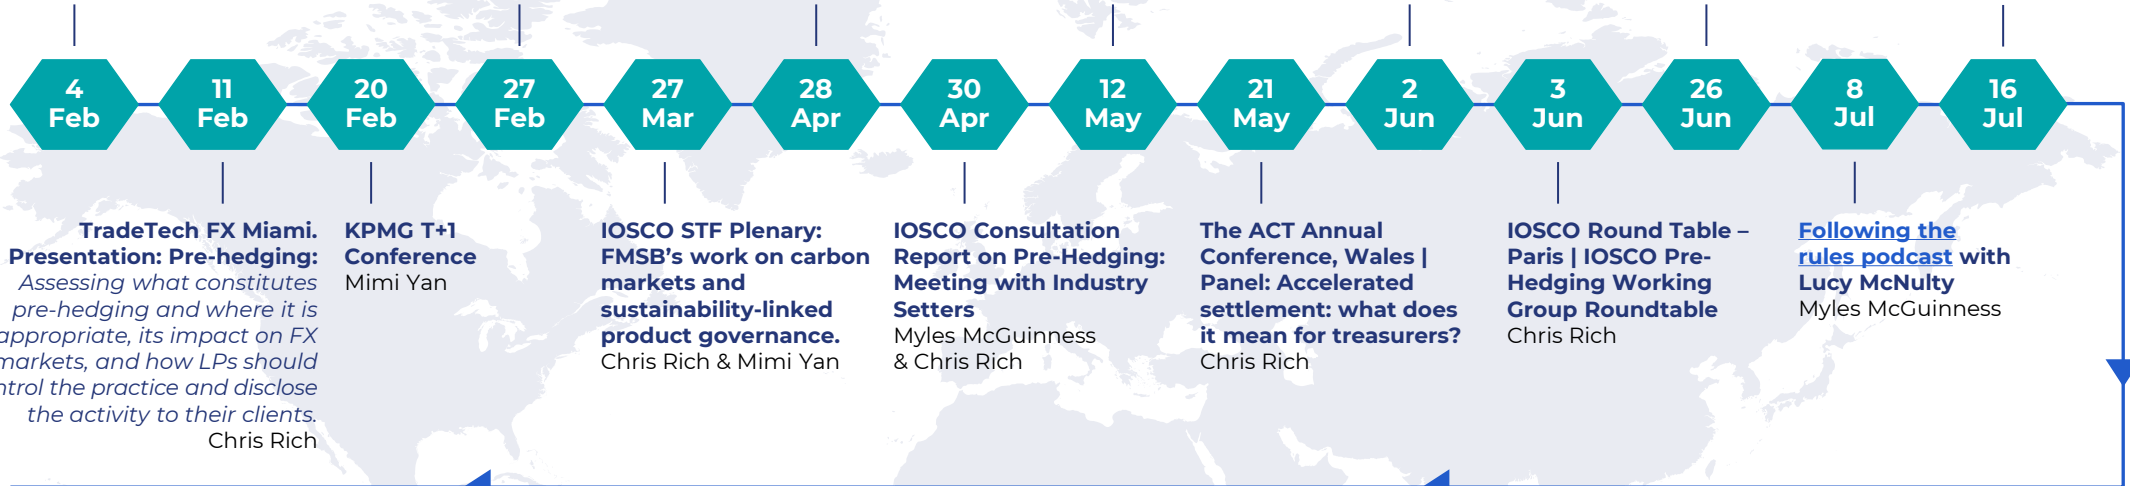 4
Feb
11
Feb
20
Feb
27
Feb
27
Mar
28
Apr
30
Apr
12
May
21
May
2
Jun
3
Jun
26
Jun
8
Jul
16
Jul
TradeTech FX Miami.
Presentation: Pre-hedging:
Assessing what constitutes
pre-hedging and where it is
appropriate, its impact on FX
markets, and how LPs should
the practice and disclose
the activity to their clients.
Chris Rich
KPMG T+1
Conference
Mimi Yan
IOSCO STF Plenary:
FMSB’s work on carbon
markets and
sustainability-linked
product governance.
Chris Rich & Mimi Yan
IOSCO Consultation
Report on Pre-Hedging:
Meeting with Industry
Setters
Myles McGuinness
& Chris Rich
The ACT Annual
Conference, Wales |
Panel: Accelerated
settlement: what does
it mean for treasurers?
Chris Rich
IOSCO Round Table –
Paris | IOSCO Pre-
Hedging Working
Group Roundtable
Chris Rich
Following the
rules podcast with
Lucy McNulty
Myles McGuinness